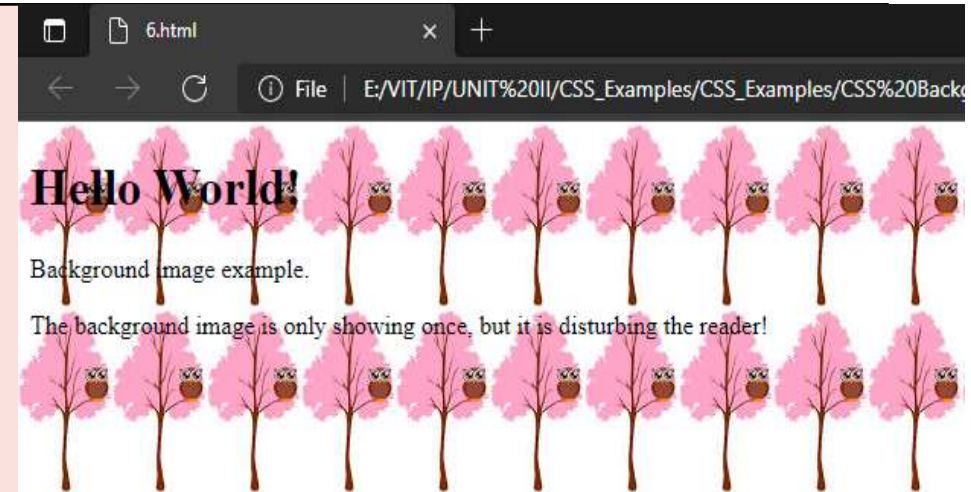 6.html
File E:/VIT/IP/UNIT%20II/CSS_Examples/CSS_Examples/CSS%20Backg
Hello World!
Background image example.
The background image is only showing once, but it is disturbing the reader!